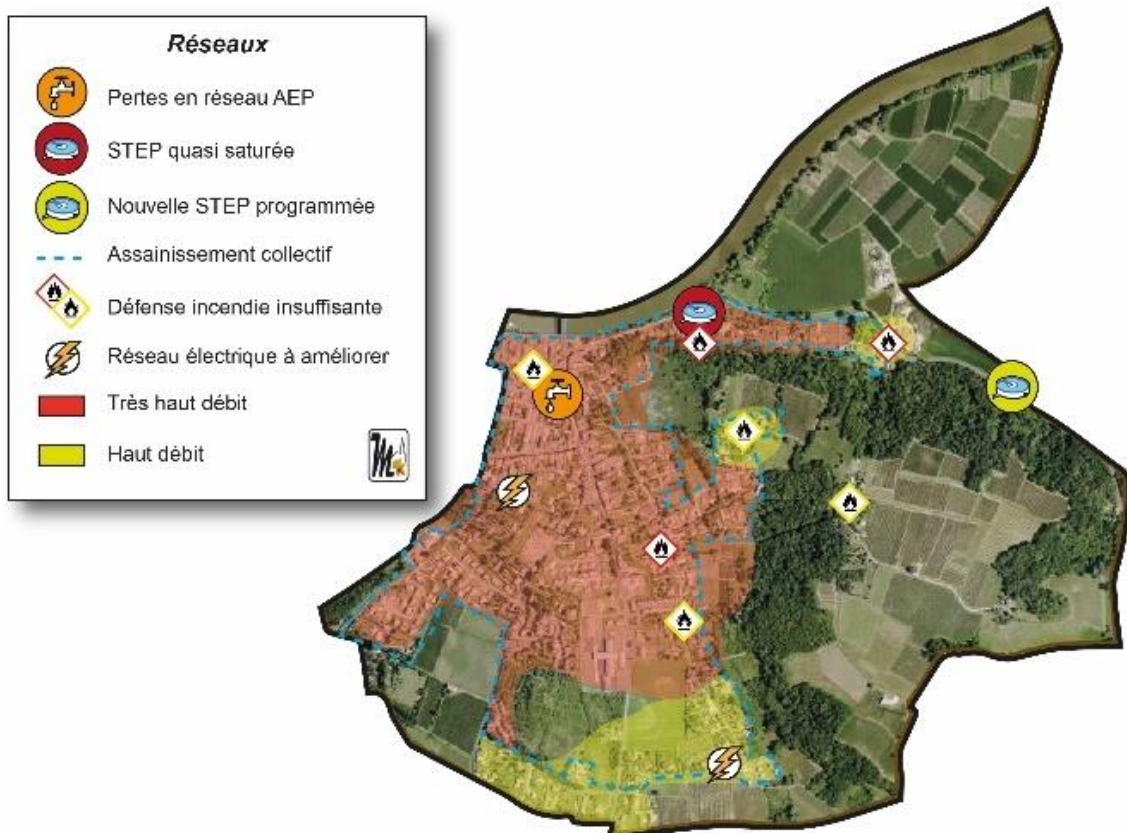 Réseaux
Pertes en réseau AEP
STEP quasi saturée
Nouvelle STEP programmée
Assainissement collectif
Défense incendie insuffisante
Réseau électrique à améliorer
Très haut débit
Haut débit